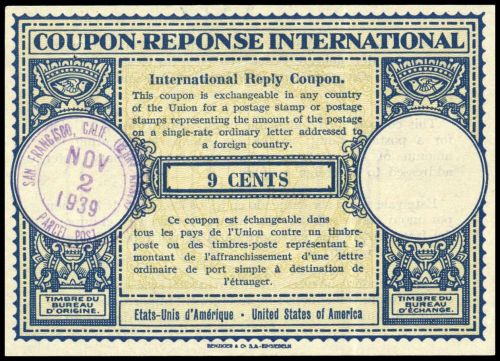 COUPON-REPONSE INTERNATIONAL
International Reply Coupon.
This coupon is exchangeable in any country
of the Union for a postage stamp or postage
stamps representing the amount of the postage
on a single-rate ordinary letter addressed to
a foreign country.
SAN FRANCISCO, CALIF.
NOV
2
1939
PARCEL POST
9 CENTS
Ce coupon est échangeable dans
tous les pays de l'Union contre un timbre-
poste ou des timbres-poste représentant le
montant de l'affranchissement d'une lettre
ordinaire de port simple à destination de
l'étranger.
TIMBRE DU
BUREAU
D'ORIGINE.
TIMBRE DU
BUREAU
D'ÉCHANGE.
Etats-Unis d'Amérique - United States of America
BENZIGER & Co S.A. EINSIEDELN